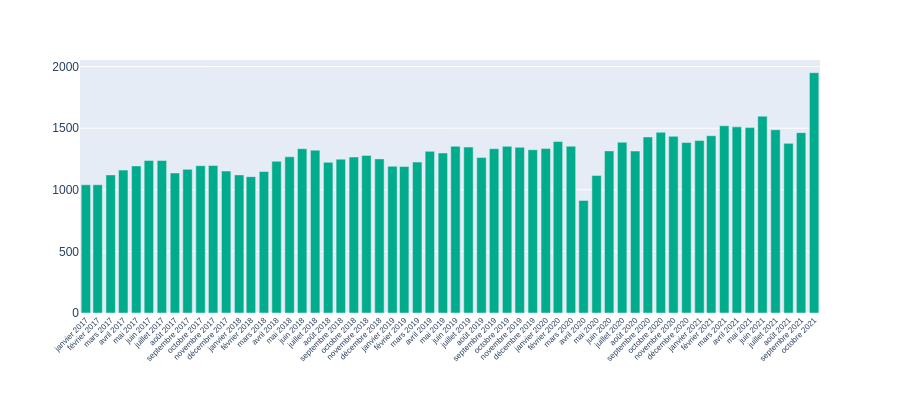 2000
1500
1000
500
0
janvier 2017
février 2017
mars 2017
avril 2017
mai 2017
juin 2017
juillet 2017
août 2017
septembre 2017
octobre 2017
novembre 2017
décembre 2017
janvier 2018
février 2018
mars 2018
avril 2018
mai 2018
juin 2018
juillet 2018
août 2018
septembre 2018
octobre 2018
novembre 2018
décembre 2018
janvier 2019
février 2019
mars 2019
avril 2019
mai 2019
juin 2019
juillet 2019
août 2019
septembre 2019
octobre 2019
novembre 2019
décembre 2019
janvier 2020
février 2020
mars 2020
avril 2020
mai 2020
juin 2020
juillet 2020
août 2020
septembre 2020
octobre 2020
novembre 2020
décembre 2020
janvier 2021
février 2021
mars 2021
avril 2021
mai 2021
juin 2021
juillet 2021
août 2021
septembre 2021
octobre 2021